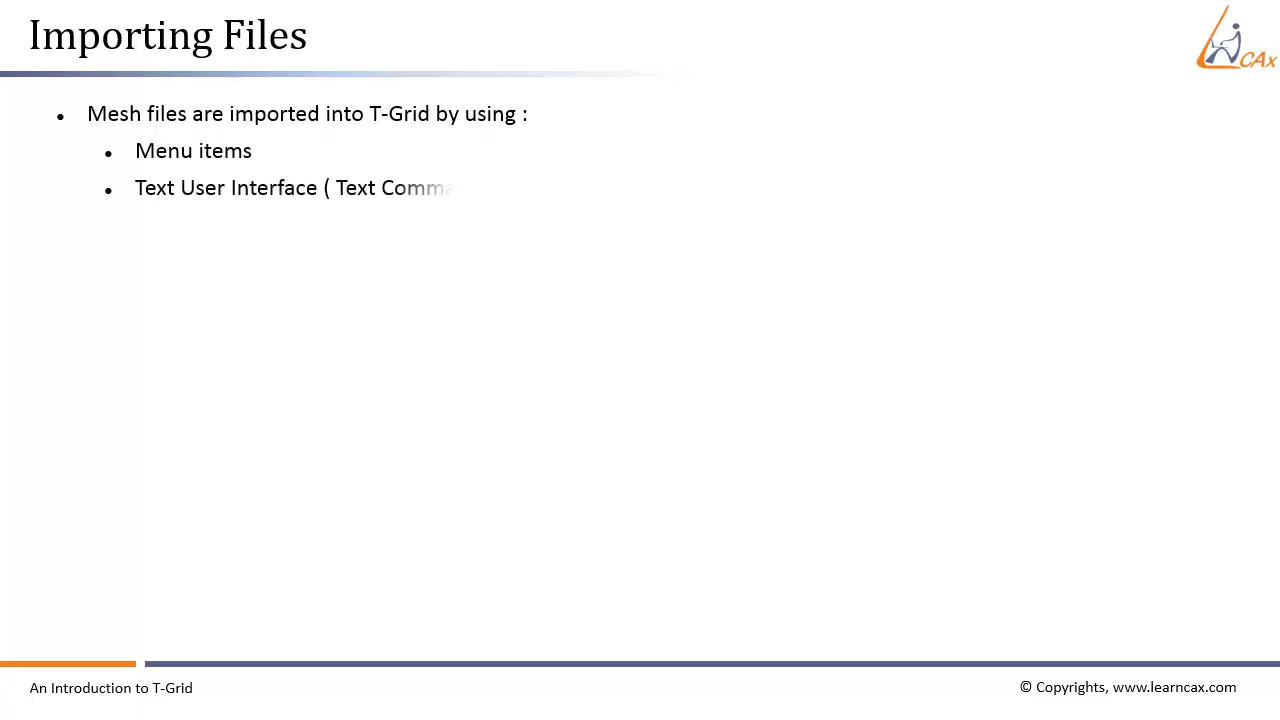 Importing Files
CAx
• Mesh files are imported into T-Grid by using :
• Menu items
• Text User Interface ( Text Comma
An Introduction to T-Grid
© Copyrights, www.learncax.com